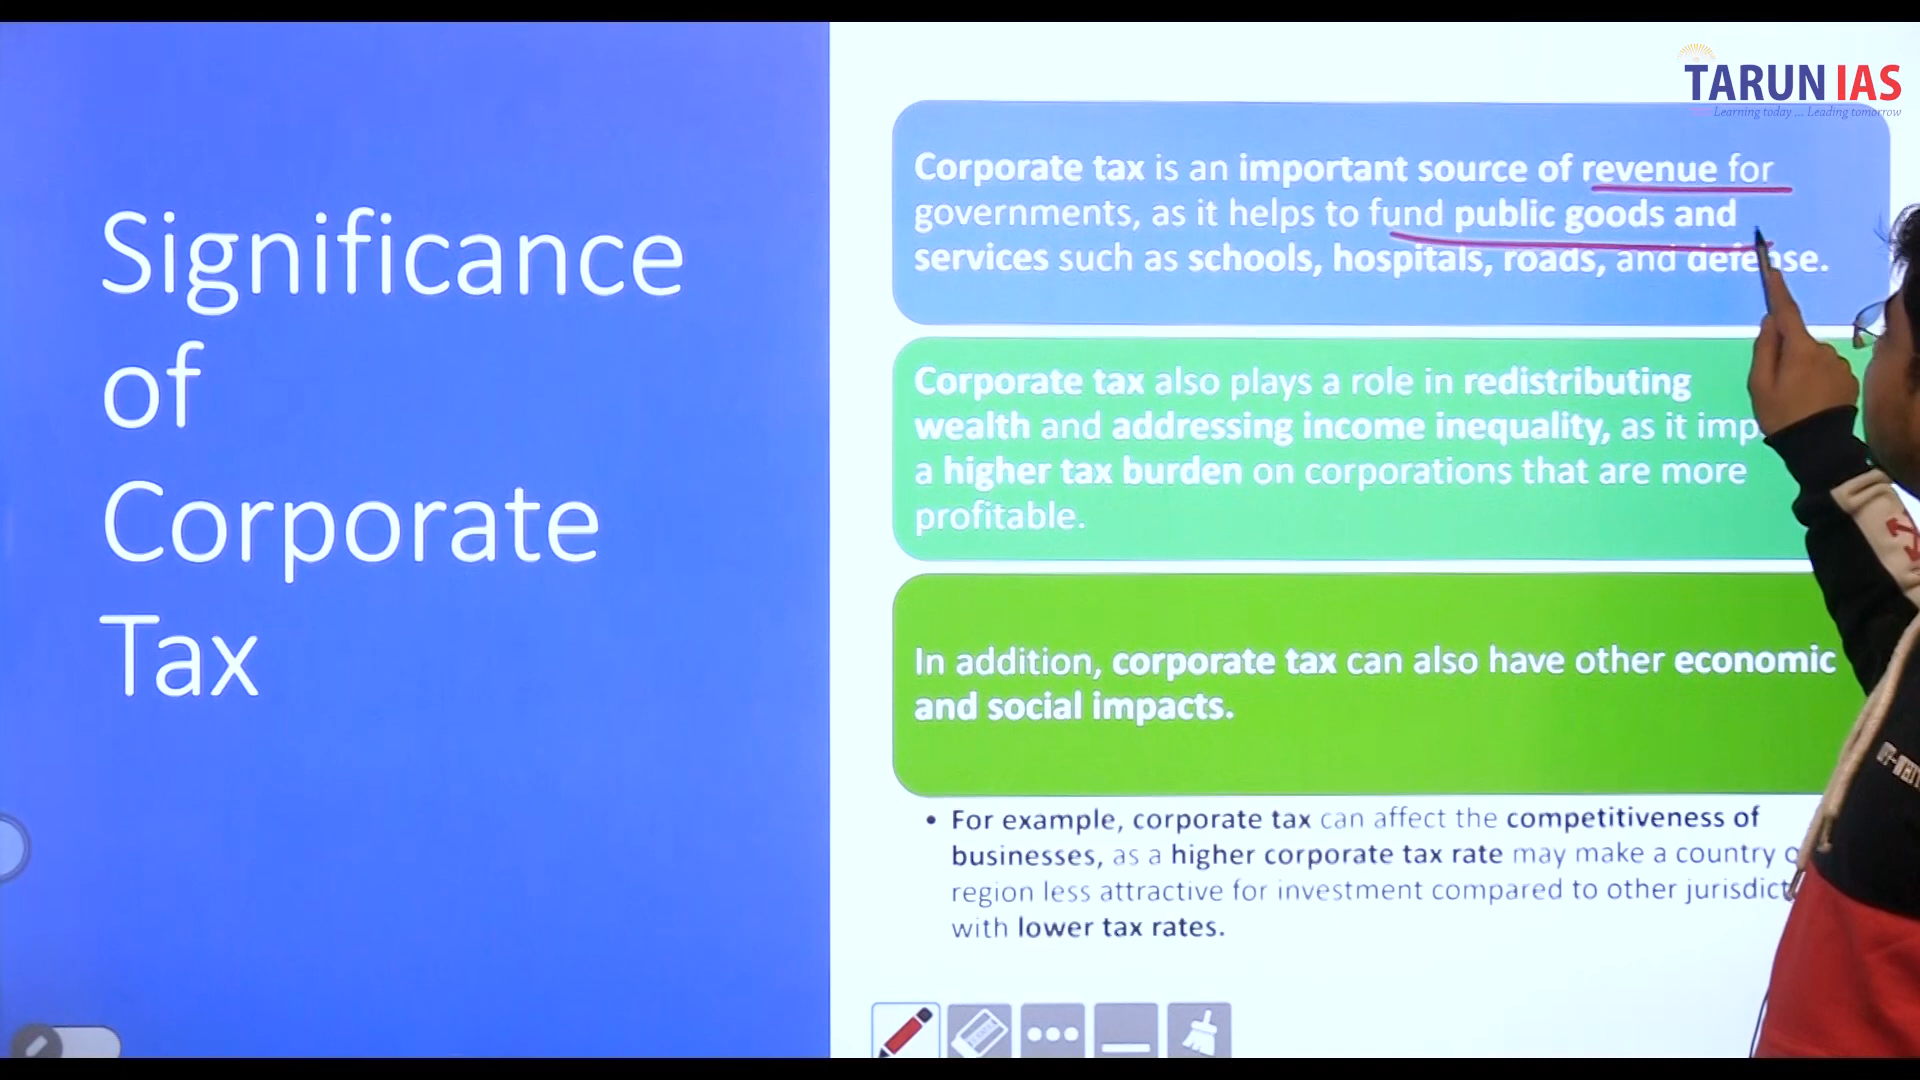 TARUN IAS
Learning today ... Leading tomorrow
Significance
of
Corporate
Tax
Corporate tax is an important source of revenue for
governments, as it helps to fund public goods and
services such as schools, hospitals, roads, and defense.
Corporate tax also plays a role in redistributing
wealth and addressing income inequality, as it
a higher tax burden on corporations that are more
profitable.
In addition, corporate tax can also have other economic
and social impacts.
• For example, corporate tax can affect the competitiveness of
businesses, as a higher corporate tax rate may make a country
region less attractive for investment compared to other
with lower tax rates.